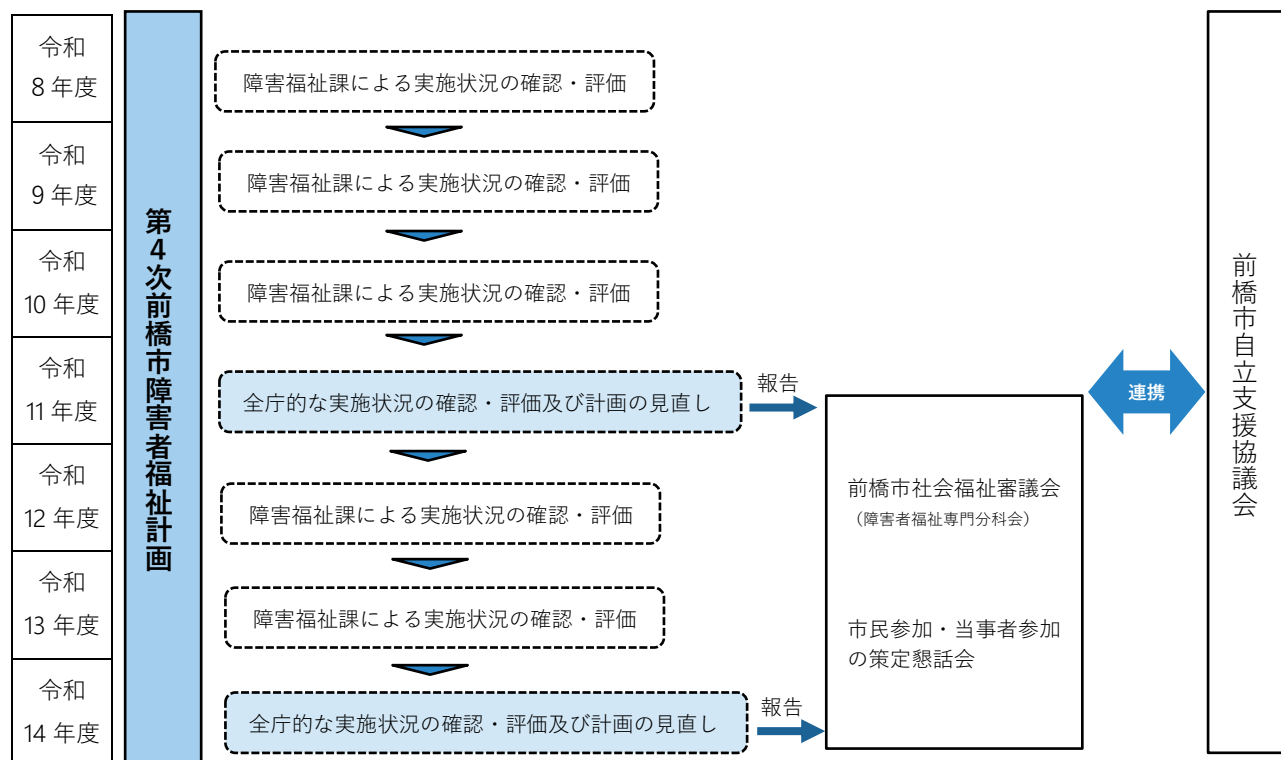 令和
8 年度
令和
9 年度
令和
10 年度
令和
11 年度
令和
12 年度
令和
13 年度
令和
14 年度
第4次前橋市障害者福祉計画
障害福祉課による実施状況の確認・評価
障害福祉課による実施状況の確認・評価
障害福祉課による実施状況の確認・評価
全庁的な実施状況の確認・評価及び計画の見直し
報告
障害福祉課による実施状況の確認・評価
障害福祉課による実施状況の確認・評価
全庁的な実施状況の確認・評価及び計画の見直し
報告
前橋市社会福祉審議会
（障害者福祉専門分科会）
市民参加・当事者参加
の策定懇話会
連携
前橋市自立支援協議会